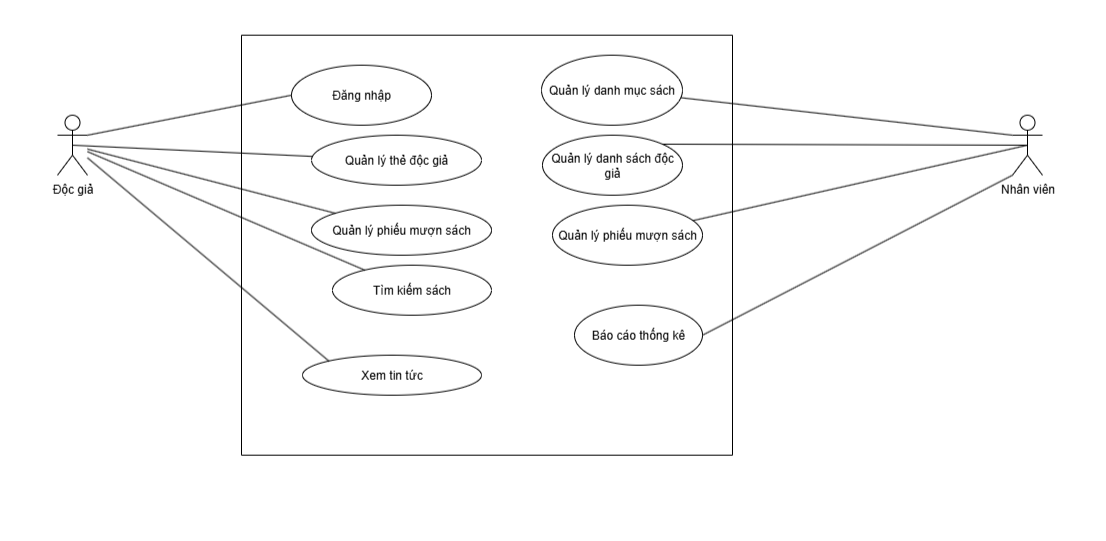 Đăng nhập
Quản lý thẻ độc giả
Quản lý phiếu mượn sách
Tìm kiếm sách
Xem tin tức
Độc giả
Quản lý danh mục sách
Quản lý danh sách độc
giả
Quản lý phiếu mượn sách
Báo cáo thống kê
Nhân viên